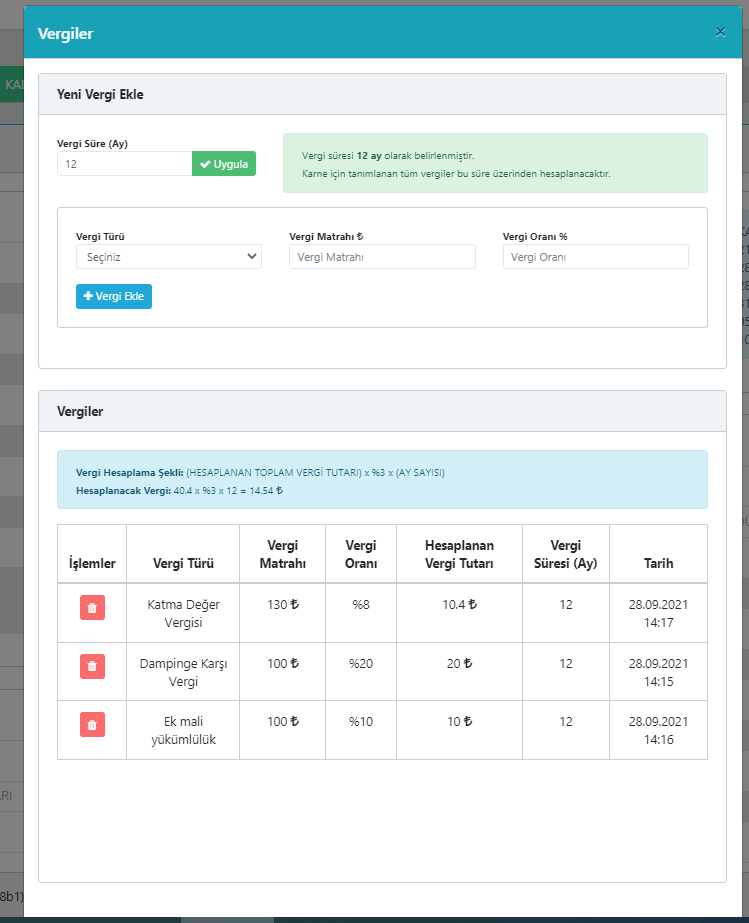 Vergiler
×
Yeni Vergi Ekle
Vergi Süre (Ay)
12
Uygula
Vergi süresi 12 ay olarak belirlenmiştir.
Karne için tanımlanan tüm vergiler bu süre üzerinden hesaplanacaktır.
Vergi Türü
Vergi Matrahı ₺
Vergi Oranı %
Seçiniz
Vergi Matrahı
Vergi Oranı
Vergi Ekle
Vergiler
Vergi Hesaplama Şekli: (HESAPLANAN TOPLAM VERGİ TUTARI) x %3 x (AY SAYISI)
Hesaplanacak Vergi: 40.4 x %3 x 12 = 14.54 ₺
İşlemler
Vergi Türü
Vergi
Matrahı
Vergi
Oranı
Hesaplanan
Vergi Tutarı
Vergi
Süresi (Ay)
Tarih
Katma Değer
Vergisi
130 ₺
%8
10.4 ₺
12
28.09.2021
14:17
Dampinge Karşı
Vergi
100 ₺
%20
20 ₺
12
28.09.2021
14:15
Ek mali
yükümlülük
100 ₺
%10
10 ₺
12
28.09.2021
14:16
8b1)